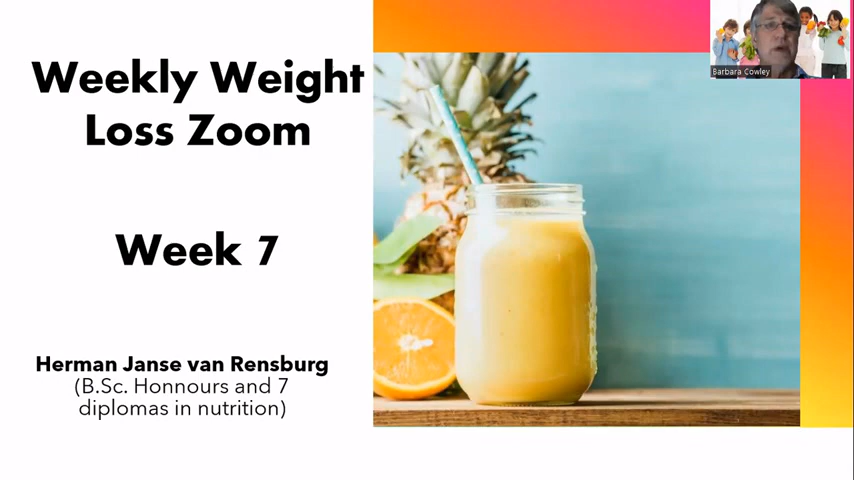 Weekly Weight
Loss Zoom
Week 7
Herman Janse van Rensburg
(B.Sc. Honnours and 7
diplomas in nutrition)
Barbara Cowley